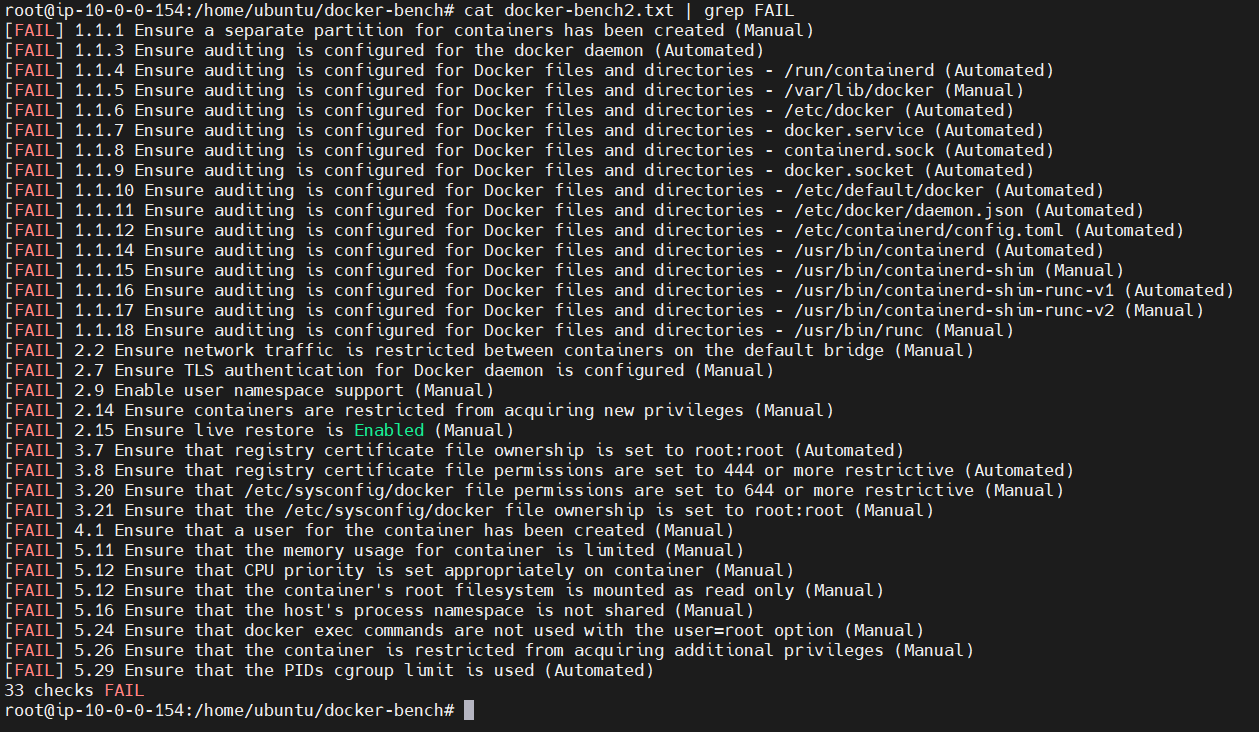 root@ip-10-0-0-154:/home/ubuntu/docker-bench# cat docker-bench2.txt | grep FAIL
[FAIL] 1.1.1 Ensure a separate partition for containers has been created (Manual)
[FAIL] 1.1.3 Ensure auditing is configured for the docker daemon (Automated)
[FAIL] 1.1.4 Ensure auditing is configured for Docker files and directories - /run/containerd (Automated)
[FAIL] 1.1.5 Ensure auditing is configured for Docker files and directories - /var/lib/docker (Manual)
[FAIL] 1.1.6 Ensure auditing is configured for Docker files and directories - /etc/docker (Automated)
[FAIL] 1.1.7 Ensure auditing is configured for Docker files and directories - docker.service (Automated)
[FAIL] 1.1.8 Ensure auditing is configured for Docker files and directories - containerd.sock (Automated)
[FAIL] 1.1.9 Ensure auditing is configured for Docker files and directories - docker.socket (Automated)
[FAIL] 1.1.10 Ensure auditing is configured for Docker files and directories - /etc/default/docker (Automated)
[FAIL] 1.1.11 Ensure auditing is configured for Docker files and directories - /etc/docker/daemon.json (Automated)
[FAIL] 1.1.12 Ensure auditing is configured for Docker files and directories - /etc/containerd/config.toml (Automated)
[FAIL] 1.1.14 Ensure auditing is configured for Docker files and directories - /usr/bin/containerd (Automated)
[FAIL] 1.1.15 Ensure auditing is configured for Docker files and directories - /usr/bin/containerd-shim (Manual)
[FAIL] 1.1.16 Ensure auditing is configured for Docker files and directories - /usr/bin/containerd-shim-runc-v1 (Automated)
[FAIL] 1.1.17 Ensure auditing is configured for Docker files and directories - /usr/bin/containerd-shim-runc-v2 (Manual)
[FAIL] 1.1.18 Ensure auditing is configured for Docker files and directories - /usr/bin/runc (Manual)
[FAIL] 2.2 Ensure network traffic is restricted between containers on the default bridge (Manual)
[FAIL] 2.7 Ensure TLS authentication for Docker daemon is configured (Manual)
[FAIL] 2.9 Enable user namespace support (Manual)
[FAIL] 2.14 Ensure containers are restricted from acquiring new privileges (Manual)
[FAIL] 2.15 Ensure live restore is Enabled (Manual)
[FAIL] 3.7 Ensure that registry certificate file ownership is set to root:root (Automated)
[FAIL] 3.8 Ensure that registry certificate file permissions are set to 444 or more restrictive (Automated)
[FAIL] 3.20 Ensure that /etc/sysconfig/docker file permissions are set to 644 or more restrictive (Manual)
[FAIL] 3.21 Ensure that the /etc/sysconfig/docker file ownership is set to root:root (Manual)
[FAIL] 4.1 Ensure that a user for the container has been created (Manual)
[FAIL] 5.11 Ensure that the memory usage for container is limited (Manual)
[FAIL] 5.12 Ensure that CPU priority is set appropriately on container (Manual)
[FAIL] 5.12 Ensure that the container's root filesystem is mounted as read only (Manual)
[FAIL] 5.16 Ensure that the host's process namespace is not shared (Manual)
[FAIL] 5.24 Ensure that docker exec commands are not used with the user=root option (Manual)
[FAIL] 5.26 Ensure that the container is restricted from acquiring additional privileges (Manual)
[FAIL] 5.29 Ensure that the PIDs cgroup limit is used (Automated)
33 checks FAIL
root@ip-10-0-0-154:/home/ubuntu/docker-bench#